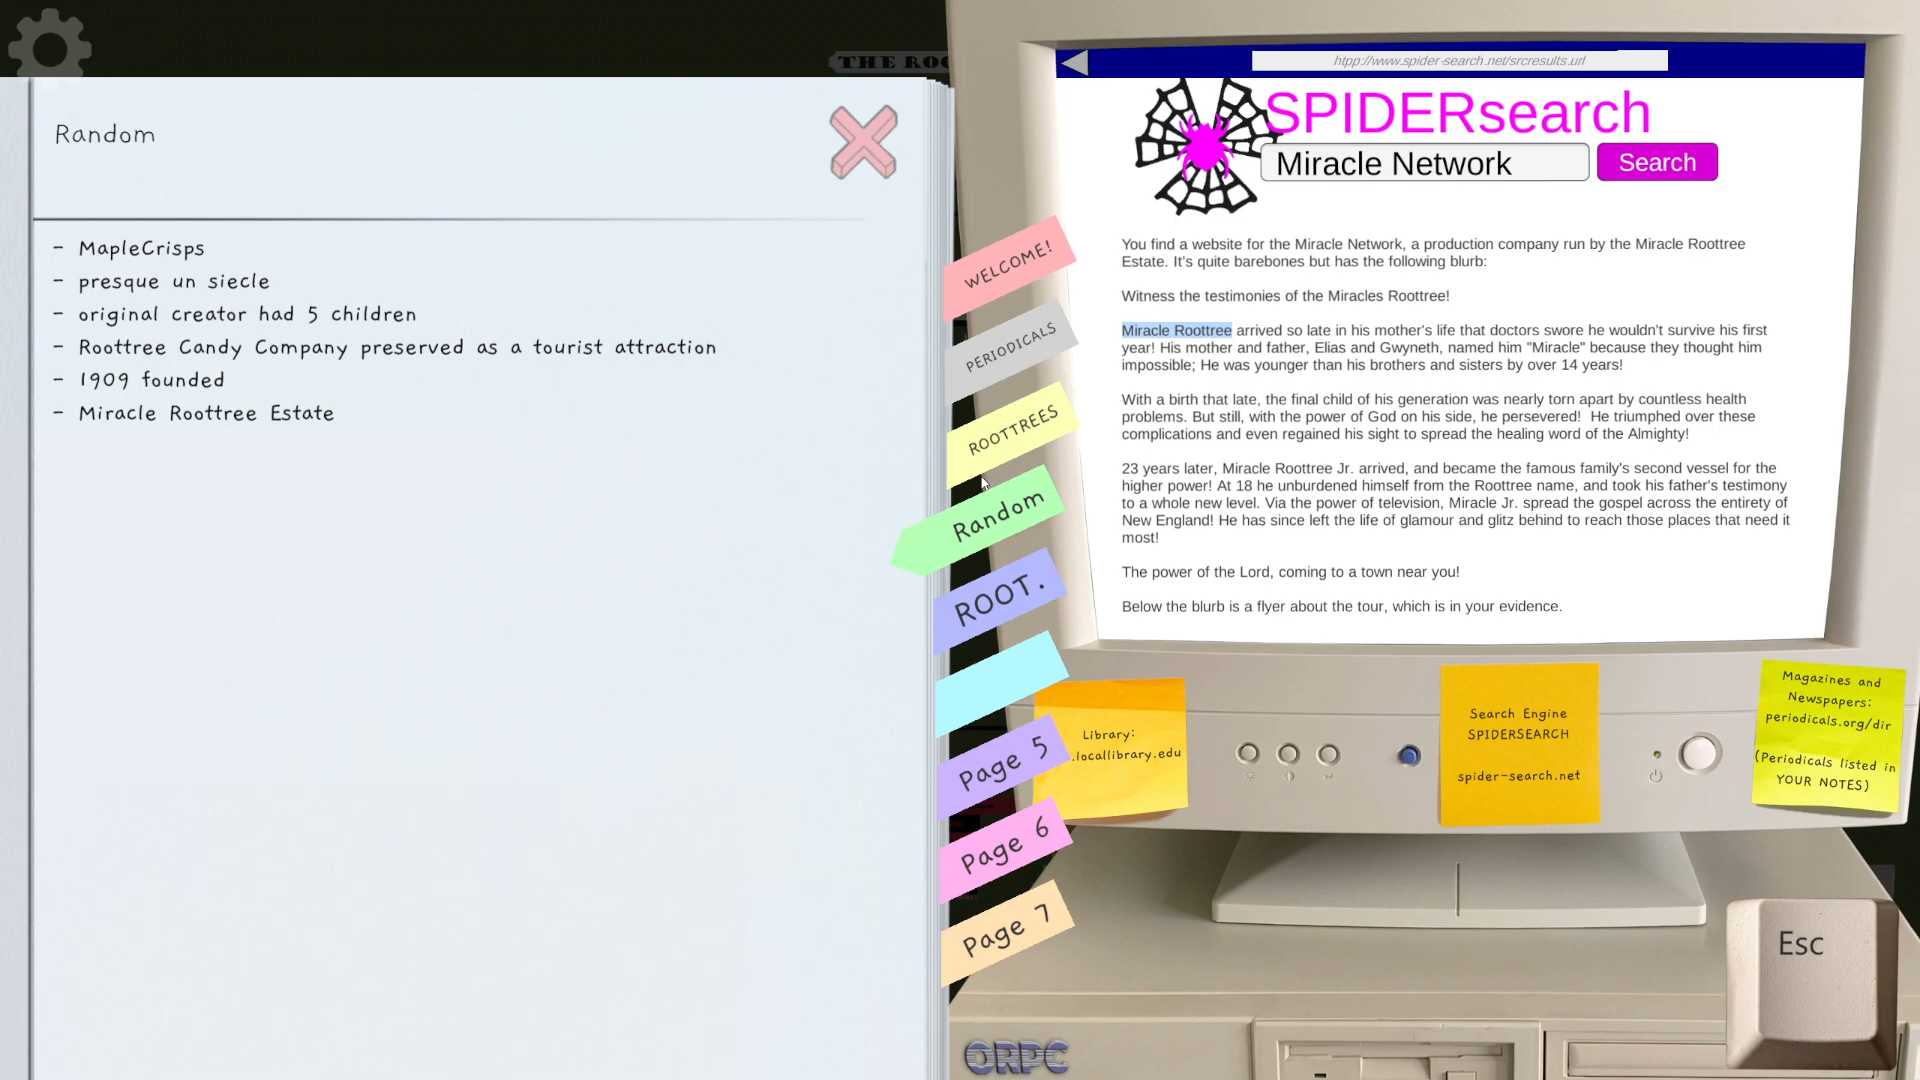 THE ROO
Random
- MapleCrisps
- presque un siecle
- original creator had 5 children
- Roottree Candy Company preserved as a tourist attraction
- 1909 founded
- Miracle Roottree Estate
WELCOME!
PERIODICALS
ROOTTREES
Random
ROOT.
Page 5
Page 6
Page 7
htpp://www.spider-search.net/srcresults.url
SPIDERsearch
Miracle Network
Search
You find a website for the Miracle Network, a production company run by the Miracle Roottree
Estate. It's quite barebones but has the following blurb:
Witness the testimonies of the Miracles Roottree!
Miracle Roottree arrived so late in his mother's life that doctors swore he wouldn't survive his first
year! His mother and father, Elias and Gwyneth, named him "Miracle" because they thought him
impossible; He was younger than his brothers and sisters by over 14 years!
With a birth that late, the final child of his generation was nearly torn apart by countless health
problems. But still, with the power of God on his side, he persevered! He triumphed over these
complications and even regained his sight to spread the healing word of the Almighty!
23 years later, Miracle Roottree Jr. arrived, and became the famous family's second vessel for the
higher power! At 18 he unburdened himself from the Roottree name, and took his father's testimony
to a whole new level. Via the power of television, Miracle Jr. spread the gospel across the entirety of
New England! He has since left the life of glamour and glitz behind to reach those places that need it
most!
The power of the Lord, coming to a town near you!
Below the blurb is a flyer about the tour, which is in your evidence.
Library:
.locallibrary.edu
Search Engine
SPIDERSEARCH
spider-search.net
Magazines and
Newspapers:
periodicals.org/dir
(Periodicals listed in
YOUR NOTES)
Esc
ORPC